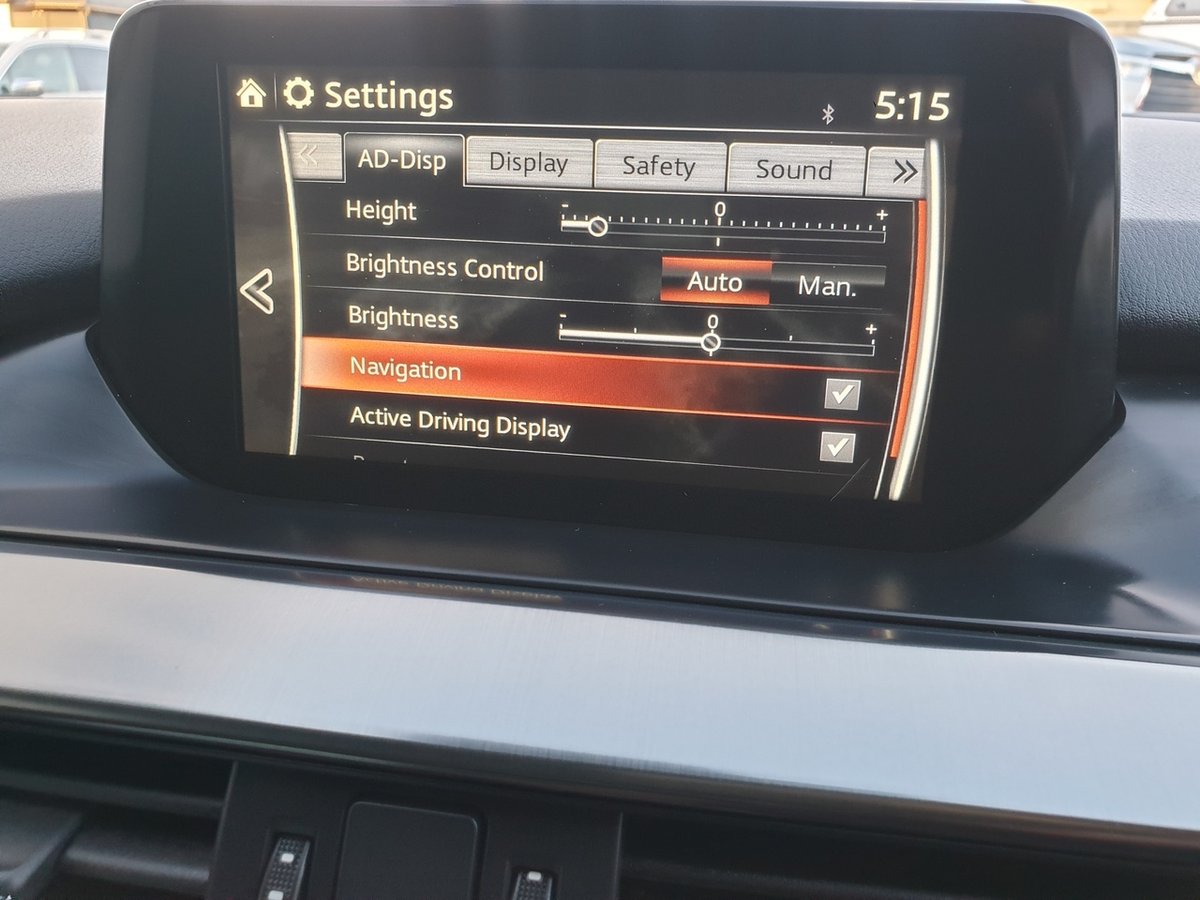 Settings
5:15
AD-Disp Display Safety Sound
Height - 0 +
Brightness Control Auto Man.
Brightness - 0 +
Navigation
Active Driving Display